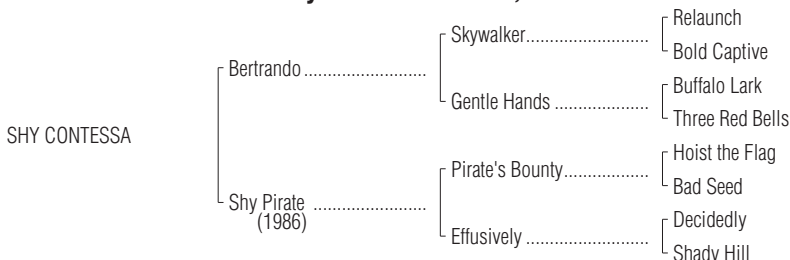 Relaunch
Skywalker..............................
Bold Captive
Bertrando..............................
Buffalo Lark
Gentle Hands.......................
Three Red Bells
SHY CONTESSA
Hoist the Flag
Pirate's Bounty.....................
Bad Seed
Shy Pirate............................
(1986)
Decidedly
Effusively..............................
Shady Hill